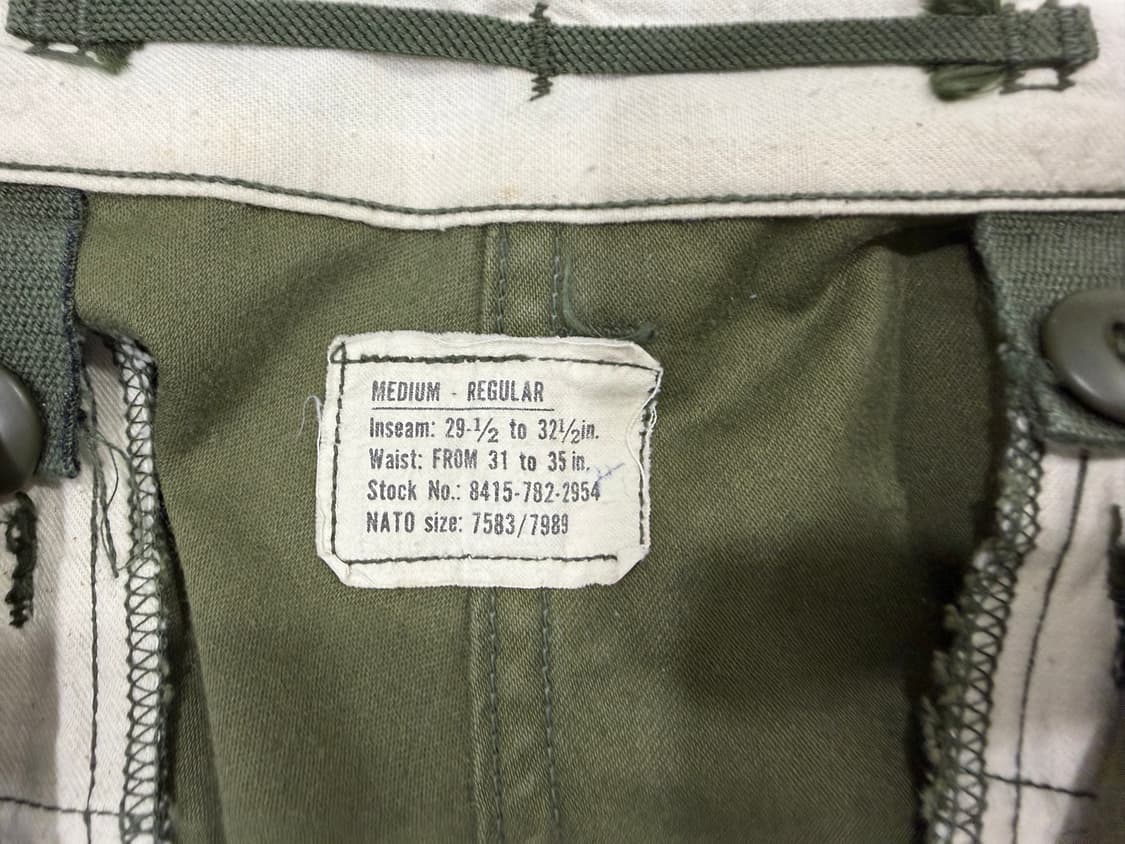 MEDIUM - REGULAR
Inseam: 29-½ to 32½in.
Waist: FROM 31 to 35 in.
Stock No.: 8415-782-2954
NATO size: 7583/7989